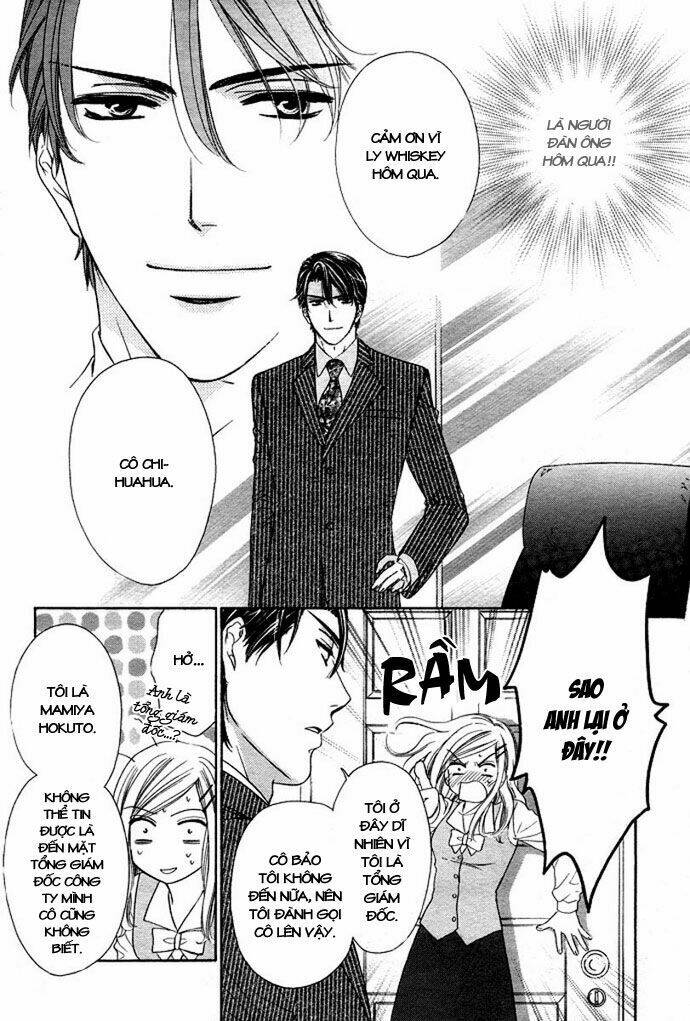 LÀ NGƯỜI
ĐÀN ÔNG
HÔM QUA!!
CẢM ƠN VÌ
LY WHISKEY
HÔM QUA.
CÔ CHI-
HUAHUA.
SAO
ANH LẠI Ở
ĐÂY!!
RẦM
TÔI Ở
ĐÂY DĨ
NHIÊN VÌ
TÔI LÀ
TỔNG
GIÁM
ĐỐC.
CÔ BẢO
TÔI KHÔNG
ĐẾN NỮA, NÊN
TÔI ĐÀNH GỌI
CÔ LÊN VẬY.
HỞ...
Anh là
tổng giám
đốc...?
TÔI LÀ
MAMIYA
HOKUTO.
KHÔNG
THỂ TIN
ĐƯỢC LÀ
ĐẾN MẶT
TỔNG GIÁM
ĐỐC CÔNG
TY MÌNH
CÔ CŨNG
KHÔNG
BIẾT.